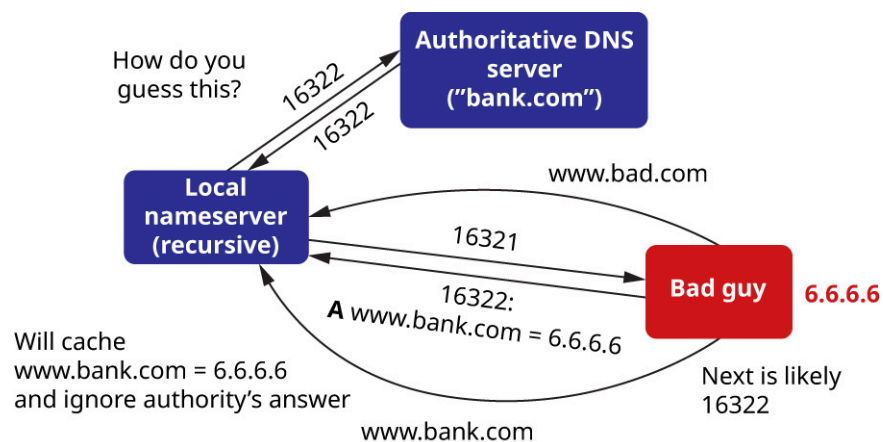 How do you
guess this?
Authoritative DNS
server
("bank.com")
16322
16322
Local
nameserver
(recursive)
www.bad.com
16321
16322:
A www.bank.com = 6.6.6.6
Bad guy
6.6.6.6
Will cache
www.bank.com = 6.6.6.6
and ignore authority's answer
Next is likely
16322
www.bank.com